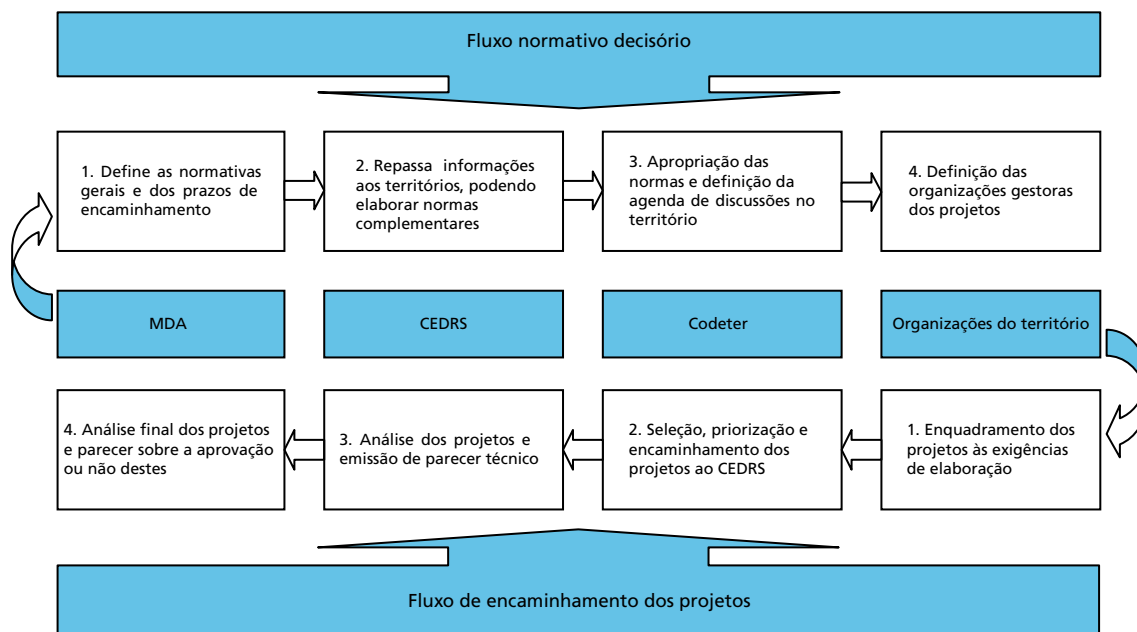 Fluxo normativo decisório
1. Define as normativas
gerais e dos prazos de
encaminhamento
2. Repassa informações
aos territórios, podendo
elaborar normas
complementares
3. Apropriação das
normas e definição da
agenda de discussões no
território
4. Definição das
organizações gestoras
dos projetos
MDA
CEDRS
Codeter
Organizações do território
4. Análise final dos projetos
e parecer sobre a aprovação
ou não destes
3. Análise dos projetos e
emissão de parecer técnico
2. Seleção, priorização e
encaminhamento dos
projetos ao CEDRS
1. Enquadramento dos
projetos às exigências
de elaboração
Fluxo de encaminhamento dos projetos